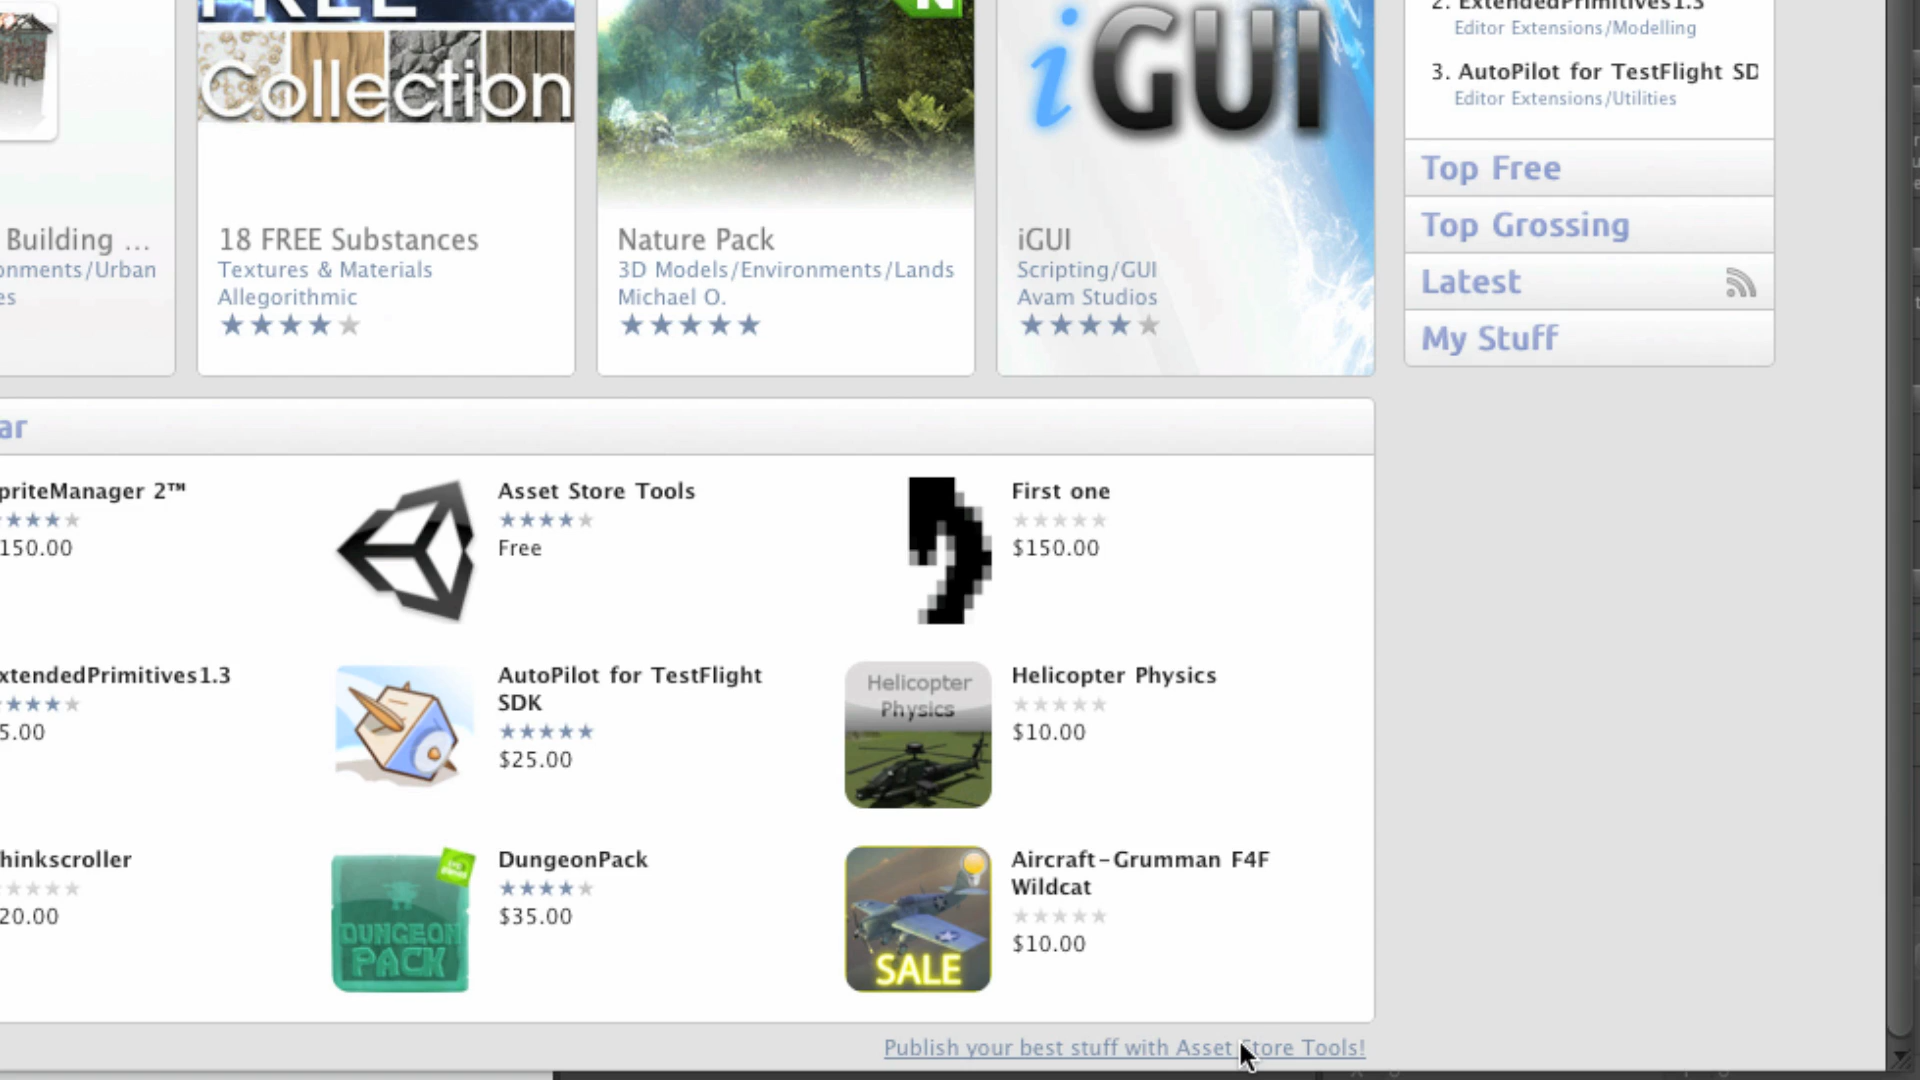 FREE
Collection
N
iGUI
2. ExtendedPrimitives1.3
Editor Extensions/Modelling
3. AutoPilot for TestFlight SD
Editor Extensions/Utilities
Top Free
Top Grossing
Latest
My Stuff
Building ...
onments/Urban
es
18 FREE Substances
Textures & Materials
Allegorithmic
Nature Pack
3D Models/Environments/Lands
Michael O.
iGUI
Scripting/GUI
Avam Studios
ar
priteManager 2™
150.00
Asset Store Tools
Free
First one
$150.00
xtendedPrimitives1.3
5.00
AutoPilot for TestFlight
SDK
$25.00
Helicopter
Physics
Helicopter Physics
$10.00
hinkscroller
20.00
DUNGEON
PACK
DungeonPack
$35.00
SALE
Aircraft-Grumman F4F
Wildcat
$10.00
Publish your best stuff with Asset Store Tools!